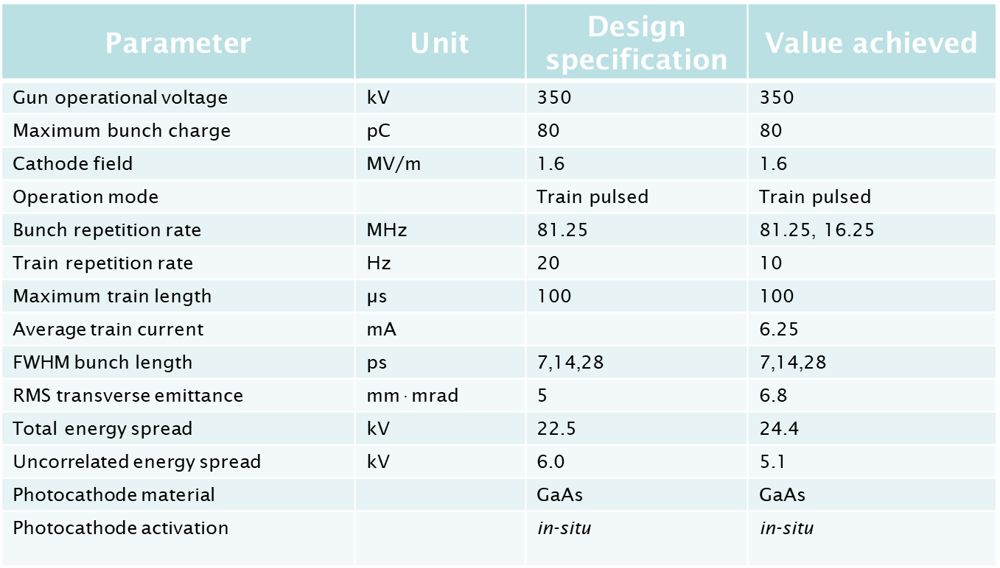 Parameter Unit Design specification Value achieved
Gun operational voltage kV 350 350
Maximum bunch charge pC 80 80
Cathode field MV/m 1.6 1.6
Operation mode Train pulsed Train pulsed
Bunch repetition rate MHz 81.25 81.25, 16.25
Train repetition rate Hz 20 10
Maximum train length µs 100 100
Average train current mA 6.25
FWHM bunch length ps 7,14,28 7,14,28
RMS transverse emittance mm·mrad 5 6.8
Total energy spread kV 22.5 24.4
Uncorrelated energy spread kV 6.0 5.1
Photocathode material GaAs GaAs
Photocathode activation in-situ in-situ